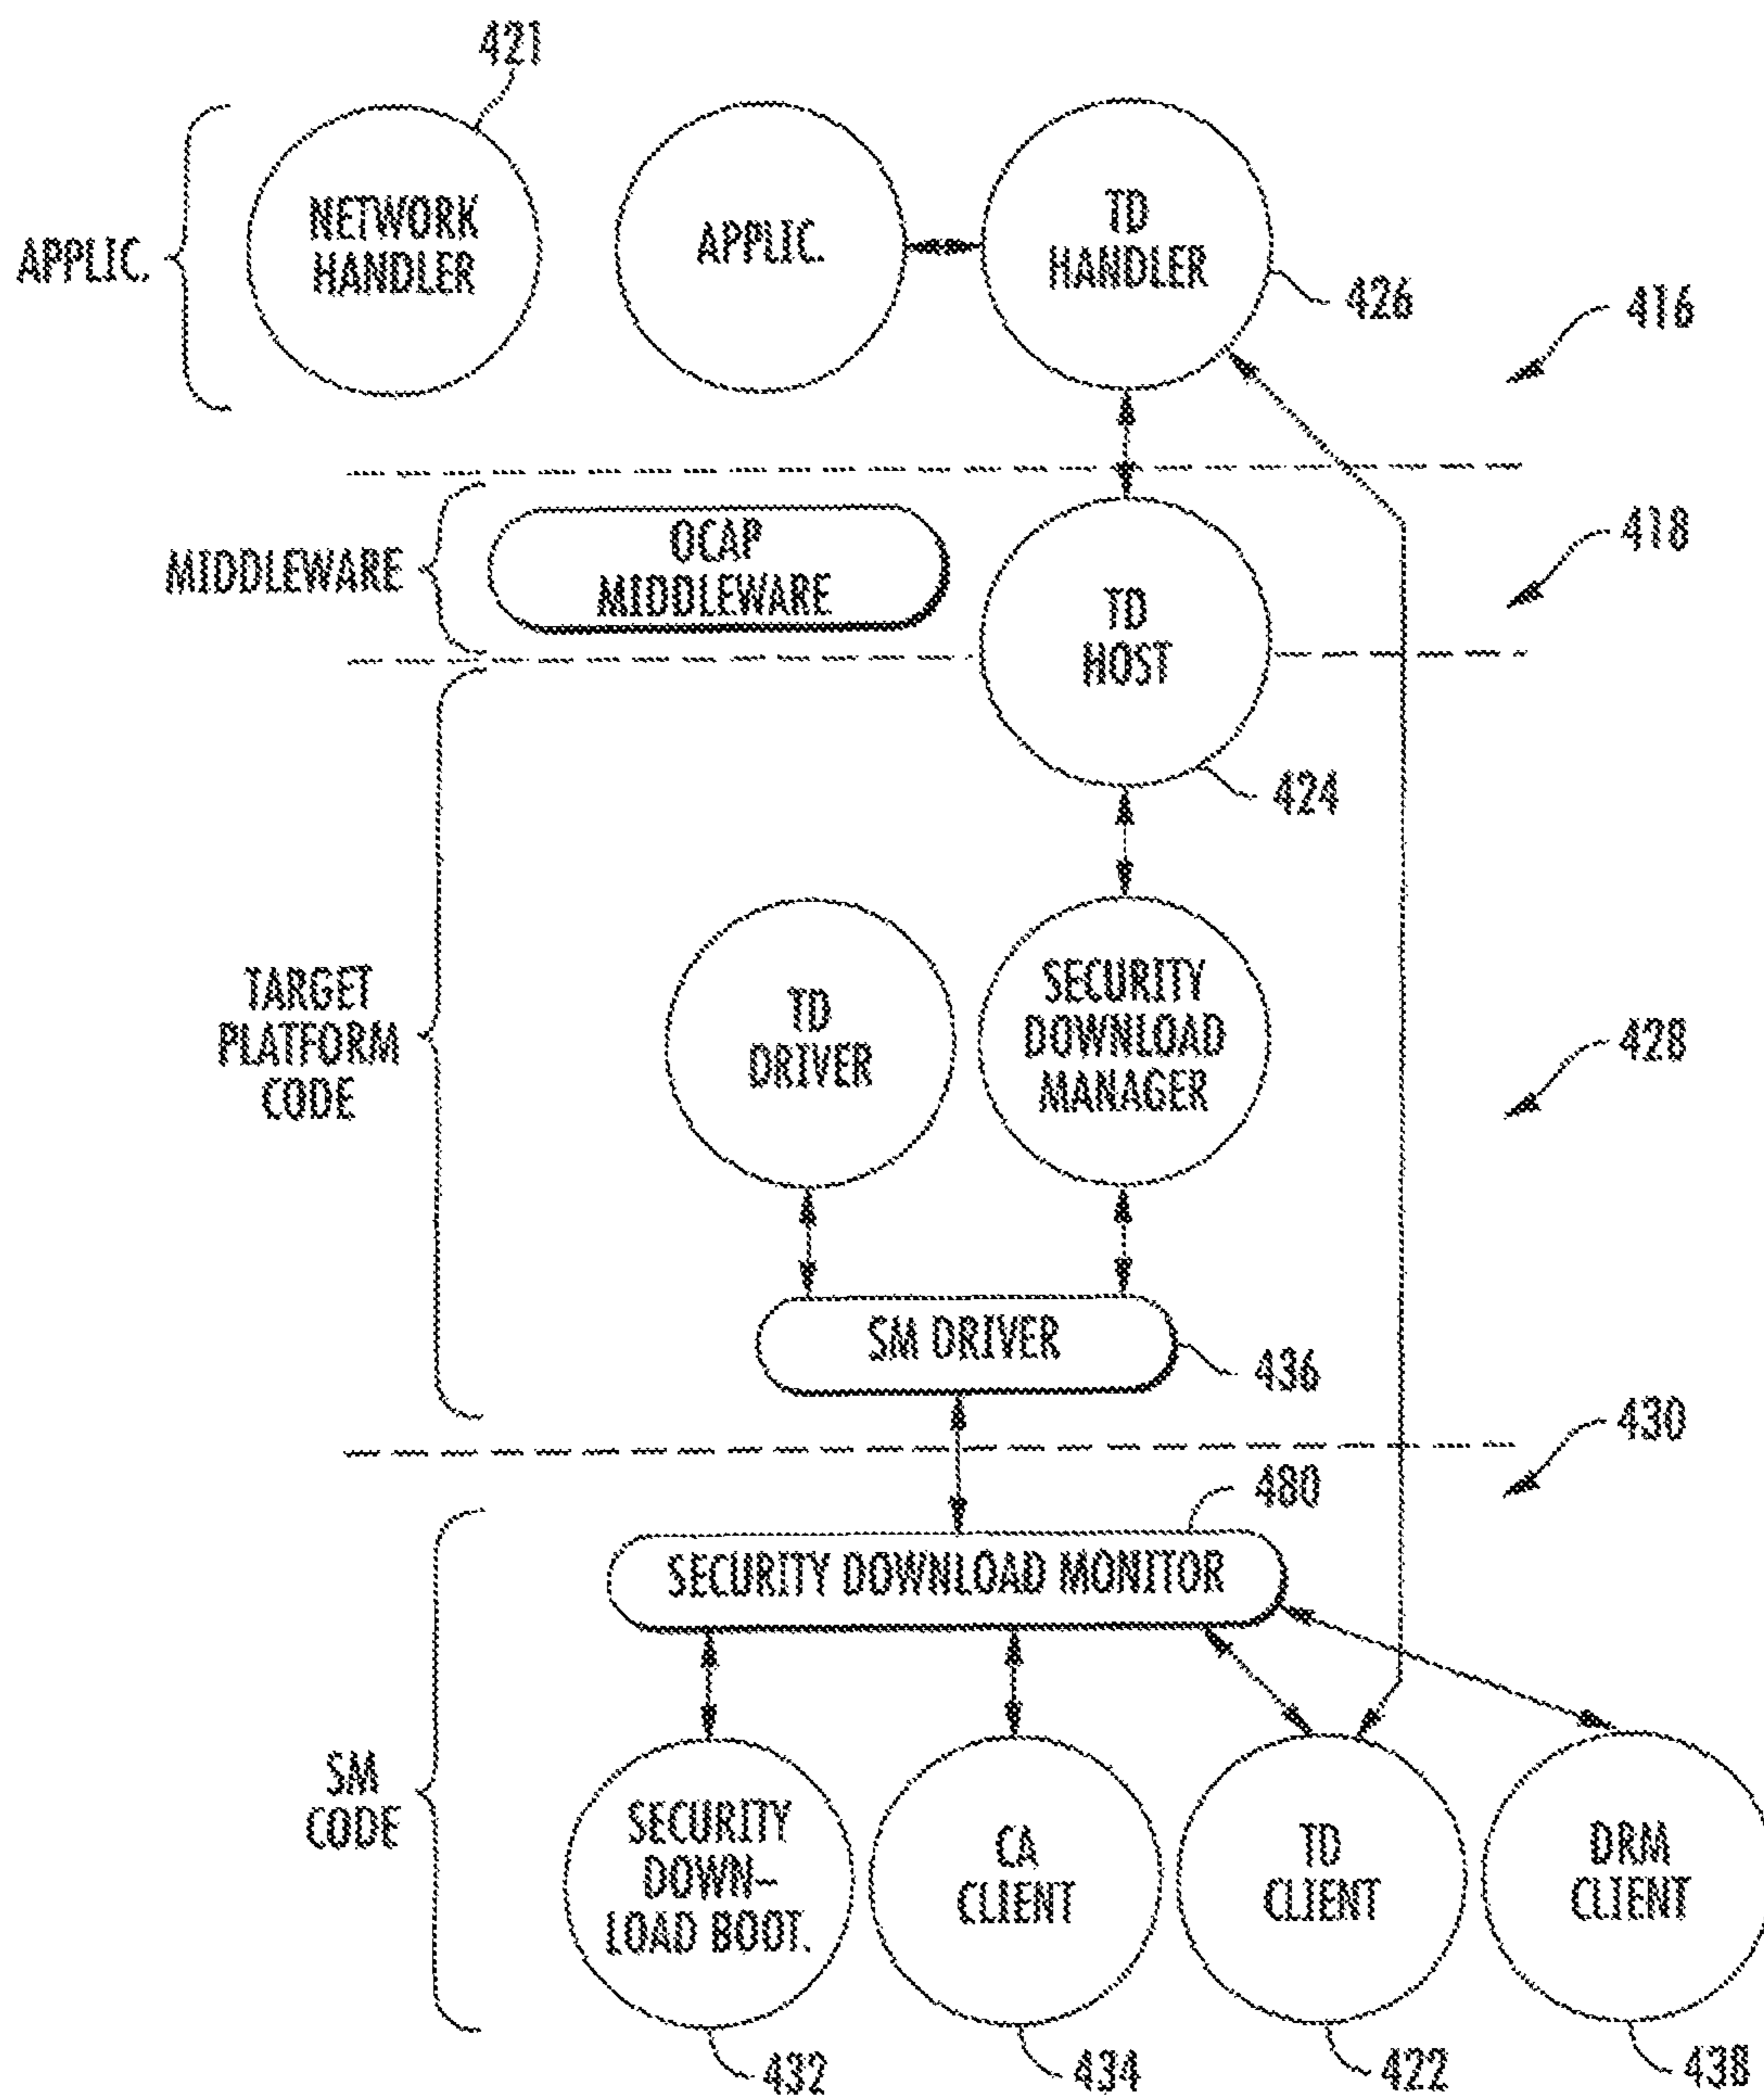 421
NETWORK
HANDLER
APPLIC.
TD
HANDLER
APPLIC.
426
416
OCAP
MIDDLEWARE
MIDDLEWARE
418
TD
HOST
424
TARGET
PLATFORM
CODE
TD
DRIVER
SECURITY
DOWNLOAD
MANAGER
428
SM DRIVER
436
430
480
SECURITY DOWNLOAD MONITOR
SM
CODE
SECURITY
DOWN-
LOAD BOOT.
CA
CLIENT
TD
CLIENT
DRM
CLIENT
432
434
422
438